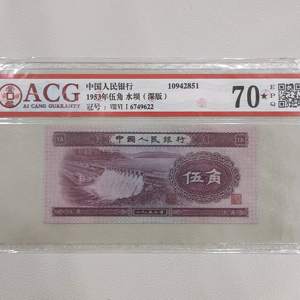 ACG
AI CANG GUARANTY
中国人民银行 10942851
1953年伍角 水坝（深版）
冠号：VIII VI I 6749622
70★
EPQ
中国人民银行
伍角